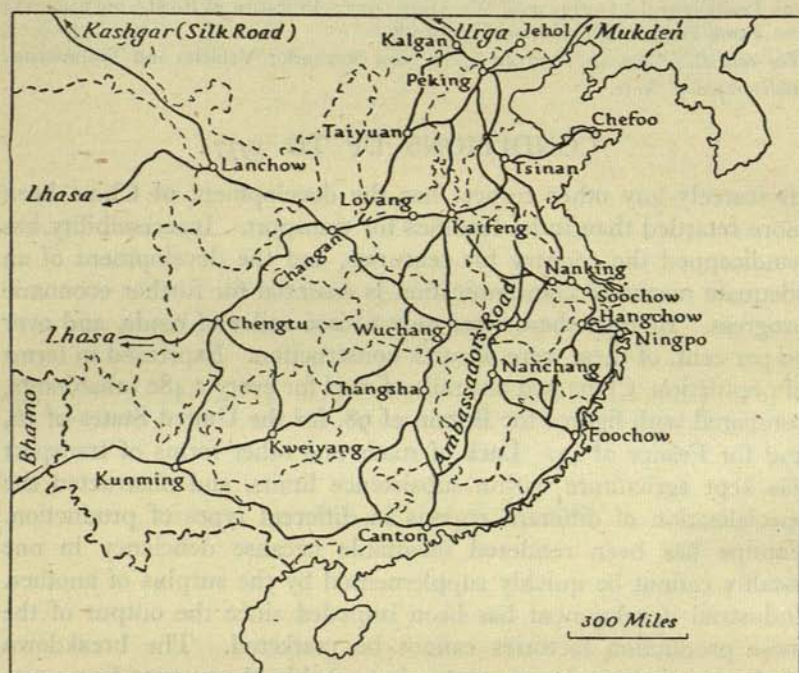 Kashgar (Silk Road)
Kalgan
Urga
Jehol
Mukden
Peking
Chefoo
Taiyuan
Tsinan
Lanchow
Lhasa
Loyang
Kaifeng
Changan
Nanking
Soochow
Hangchow
Ningpo
Chengtu
Wuchang
Lhasa
Ambassador's Road
Nanchang
Changsha
Bhamo
Kweiyang
Foochow
Kunming
Canton
300 Miles